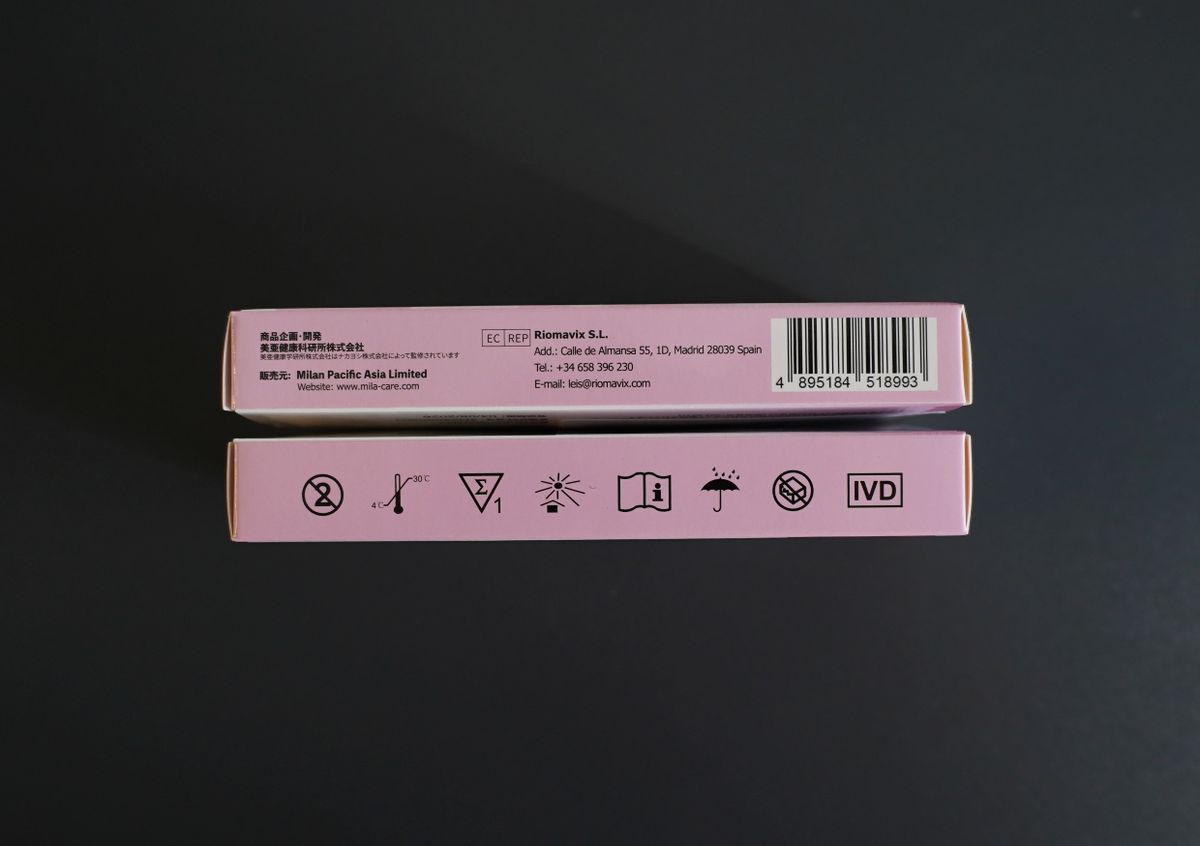 商品企画・開発
美亜健康科研所株式会社
美亜健康学研所株式会社はナカヨシ株式会社によって監修されています
販売元: Milan Pacific Asia Limited
Website: www.mila-care.com
EC REP
Riomavix S.L.
Add.: Calle de Almansa 55, 1D, Madrid 28039 Spain
Tel.: +34 658 396 230
E-mail: leis@riomavix.com
4 895184 518993
2
4℃
30℃
Σ
1
i
IVD